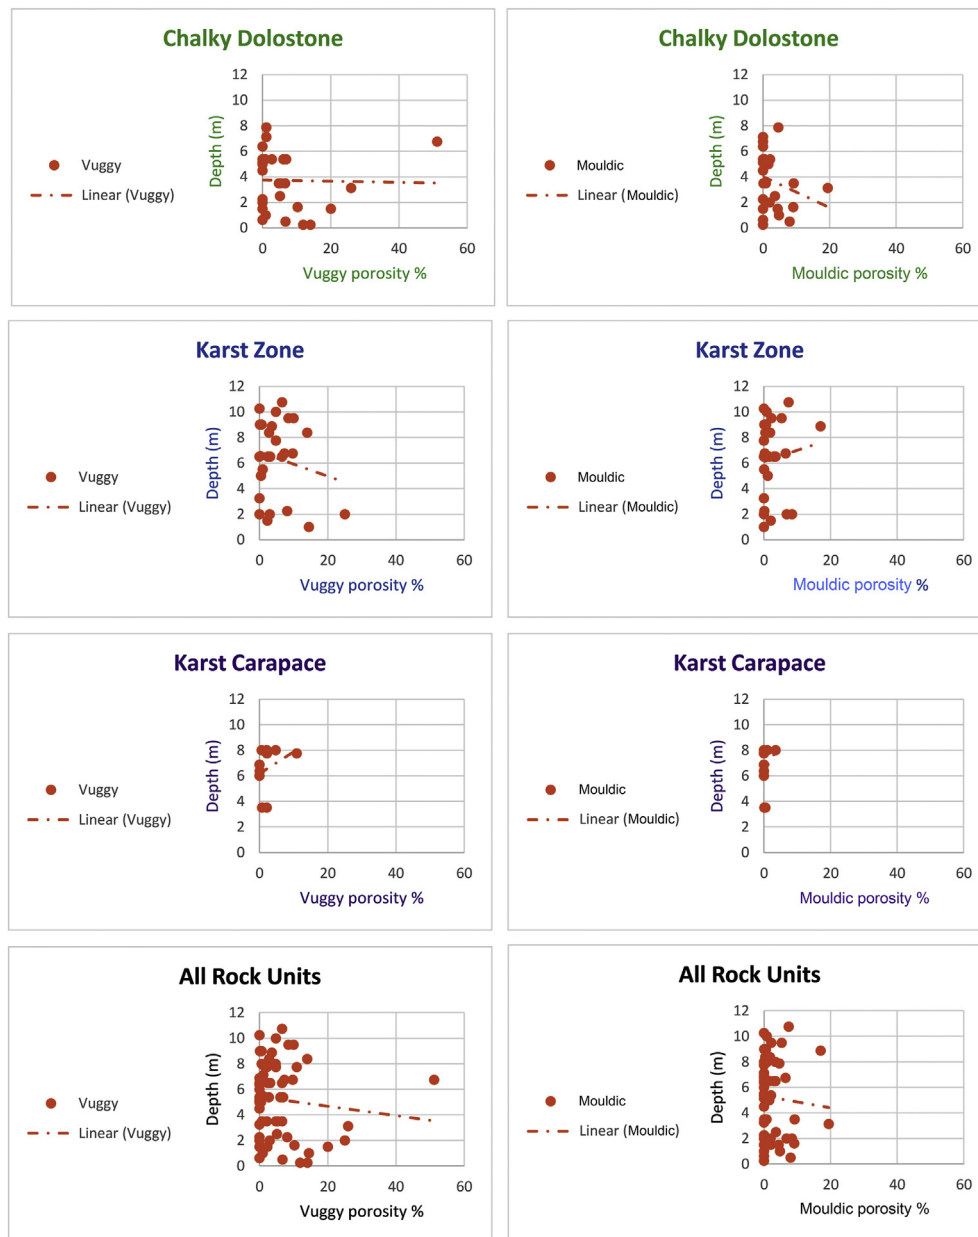 Chalky Dolostone
Depth (m)
12
10
8
6
4
2
0
0 20 40 60
Vuggy porosity %
Vuggy
Linear (Vuggy)
Chalky Dolostone
Depth (m)
12
10
8
6
4
2
0
0 20 40 60
Mouldic porosity %
Mouldic
Linear (Mouldic)
Karst Zone
Depth (m)
12
10
8
6
4
2
0
0 20 40 60
Vuggy porosity %
Vuggy
Linear (Vuggy)
Karst Zone
Depth (m)
12
10
8
6
4
2
0
0 20 40 60
Mouldic porosity %
Mouldic
Linear (Mouldic)
Karst Carapace
Depth (m)
12
10
8
6
4
2
0
0 20 40 60
Vuggy porosity %
Vuggy
Linear (Vuggy)
Karst Carapace
Depth (m)
12
10
8
6
4
2
0
0 20 40 60
Mouldic porosity %
Mouldic
Linear (Mouldic)
All Rock Units
Depth (m)
12
10
8
6
4
2
0
0 20 40 60
Vuggy porosity %
Vuggy
Linear (Vuggy)
All Rock Units
Depth (m)
12
10
8
6
4
2
0
0 20 40 60
Mouldic porosity %
Mouldic
Linear (Mouldic)